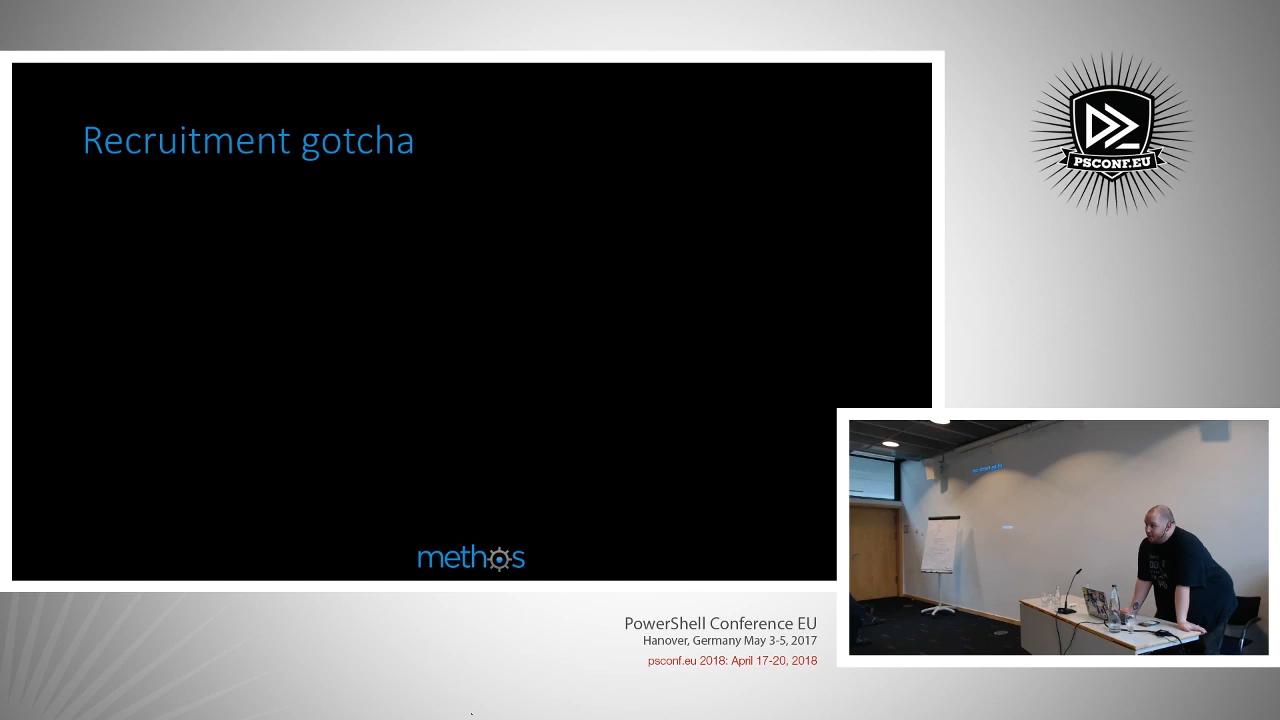 Recruitment gotcha
methos
PSCONF.EU
PowerShell Conference EU
Hanover, Germany May 3-5, 2017
psconf.eu 2018: April 17-20, 2018